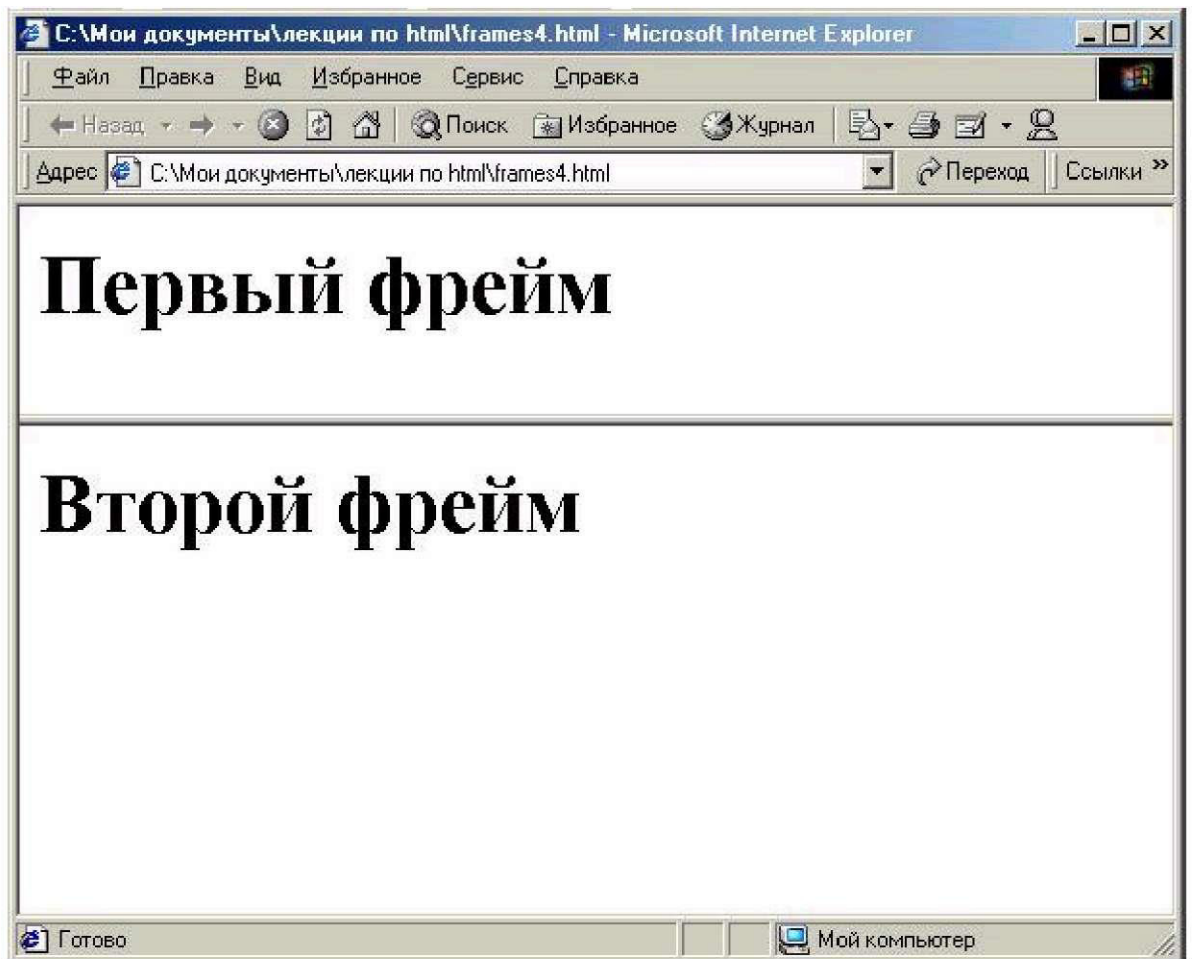 C:\Мои документы\лекции по html\frames4.html - Microsoft Internet Explorer
Файл Правка Вид Избранное Сервис Справка
Назад Поиск Избранное Журнал
Адрес C:\Мои документы\лекции по html\frames4.html Переход Ссылки »
Первый фрейм
Второй фрейм
Готово Мой компьютер